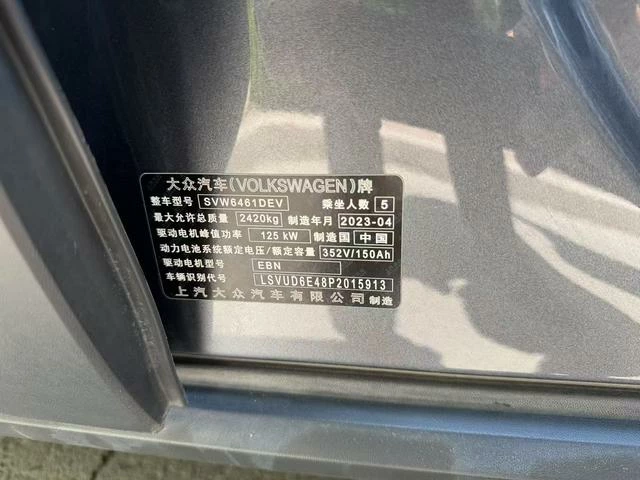 大众汽车(VOLKSWAGEN)牌
整车型号 SVW6461DEV 乘坐人数 5
最大允许总质量 2420kg 制造年月 2023-04
驱动电机峰值功率 125 kW 制造国 中国
动力电池系统额定电压/额定容量 352V/150Ah
驱动电机型号 EBN
车辆识别代号 LSVUD6E48P2015913
上汽大众汽车有限公司 制造